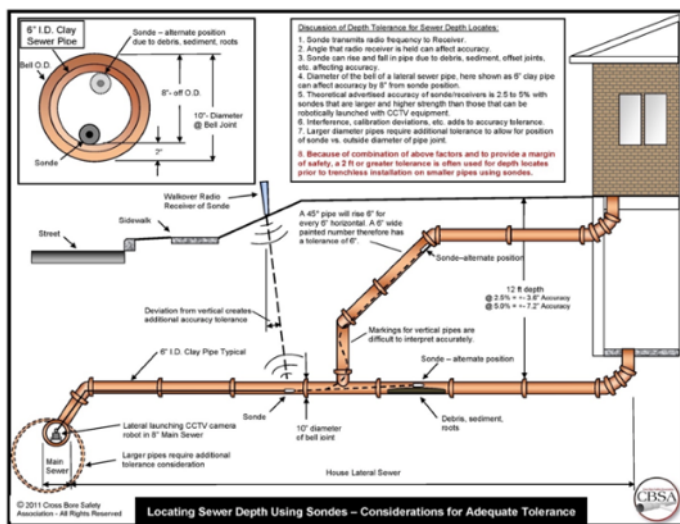 6" I.D. Clay
Sewer Pipe
Sonde – alternate position
due to debris, sediment, roots
Bell O.D.
8"- off O.D.
10"- Diameter
@ Bell Joint
2"
Sonde
Discussion of Depth Tolerance for Sewer Depth Locates:
1. Sonde transmits radio frequency to Receiver.
2. Angle that radio receiver is held can affect accuracy.
3. Sonde can rise and fall in pipe due to debris, sediment, offset joints,
etc. affecting accuracy.
4. Diameter of the bell of a lateral sewer pipe, here shown as 6" clay pipe
can affect accuracy by 8" from sonde position.
5. Theoretical advertised accuracy of sonde/receivers is 2.5 to 5% with
sondes that are larger and higher strength than those that can be
robotically launched with CCTV equipment.
6. Interference, calibration deviations, etc. adds to accuracy tolerance.
7. Larger diameter pipes require additional tolerance to allow for position
of sonde vs. outside diameter of pipe joint.
8. Because of combination of above factors and to provide a margin
of safety, a 2 ft or greater tolerance is often used for depth locates
prior to trenchless installation on smaller pipes using sondes.
Walkover Radio
Receiver of Sonde
Sidewalk
Street
A 45° pipe will rise 6" for
every 6" horizontal. A 6" wide
painted number therefore has
a tolerance of 6".
Sonde–alternate position
12 ft depth
@ 2.5% = +- 3.6" Accuracy
@ 5.0% = +- 7.2" Accuracy
Deviation from vertical creates
additional accuracy tolerance
Markings for vertical pipes are
difficult to interpret accurately.
6" I.D. Clay Pipe Typical
Sonde – alternate position
Sonde
10" diameter
of bell joint
Debris, sediment,
roots
Lateral launching CCTV camera
robot in 8" Main Sewer
Larger pipes require additional
tolerance consideration
Main
Sewer
House Lateral Sewer
© 2011 Cross Bore Safety
Association - All Rights Reserved
Locating Sewer Depth Using Sondes – Considerations for Adequate Tolerance
CBSA